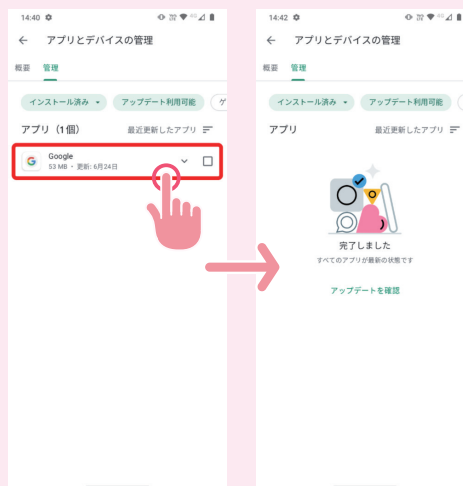 14:40
← アプリとデバイスの管理
概要 管理
インストール済み アップデート利用可能 ゲ
アプリ（1個） 最近更新したアプリ
Google
53 MB・更新: 6月24日
14:42
← アプリとデバイスの管理
概要 管理
インストール済み アップデート利用可能
アプリ 最近更新したアプリ
完了しました
すべてのアプリが最新の状態です
アップデートを確認